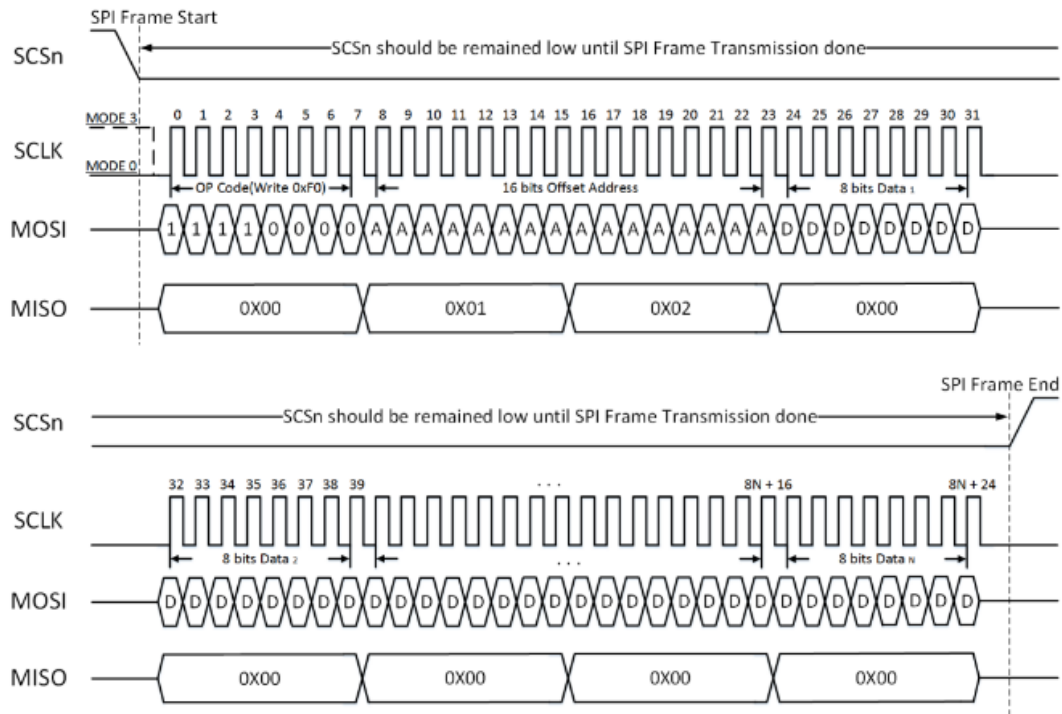 SPI Frame Start
SCSn
SCSn should be remained low until SPI Frame Transmission done
MODE 3
0 1 2 3 4 5 6 7 8 9 10 11 12 13 14 15 16 17 18 19 20 21 22 23 24 25 26 27 28 29 30 31
SCLK
MODE 0
OP Code(Write 0xF0) 16 bits Offset Address 8 bits Data 1
MOSI 1 1 1 1 0 0 0 0 A A A A A A A A A A A A A A A A D D D D D D D D
MISO 0X00 0X01 0X02 0X00
SPI Frame End
SCSn SCSn should be remained low until SPI Frame Transmission done
32 33 34 35 36 37 38 39 . . . 8N + 16 8N + 24
SCLK
8 bits Data 2 . . . 8 bits Data N
MOSI D D D D D D D D D D D D D D D D D D D D D D D D D D D D D D D D
MISO 0X00 0X00 0X00 0X00